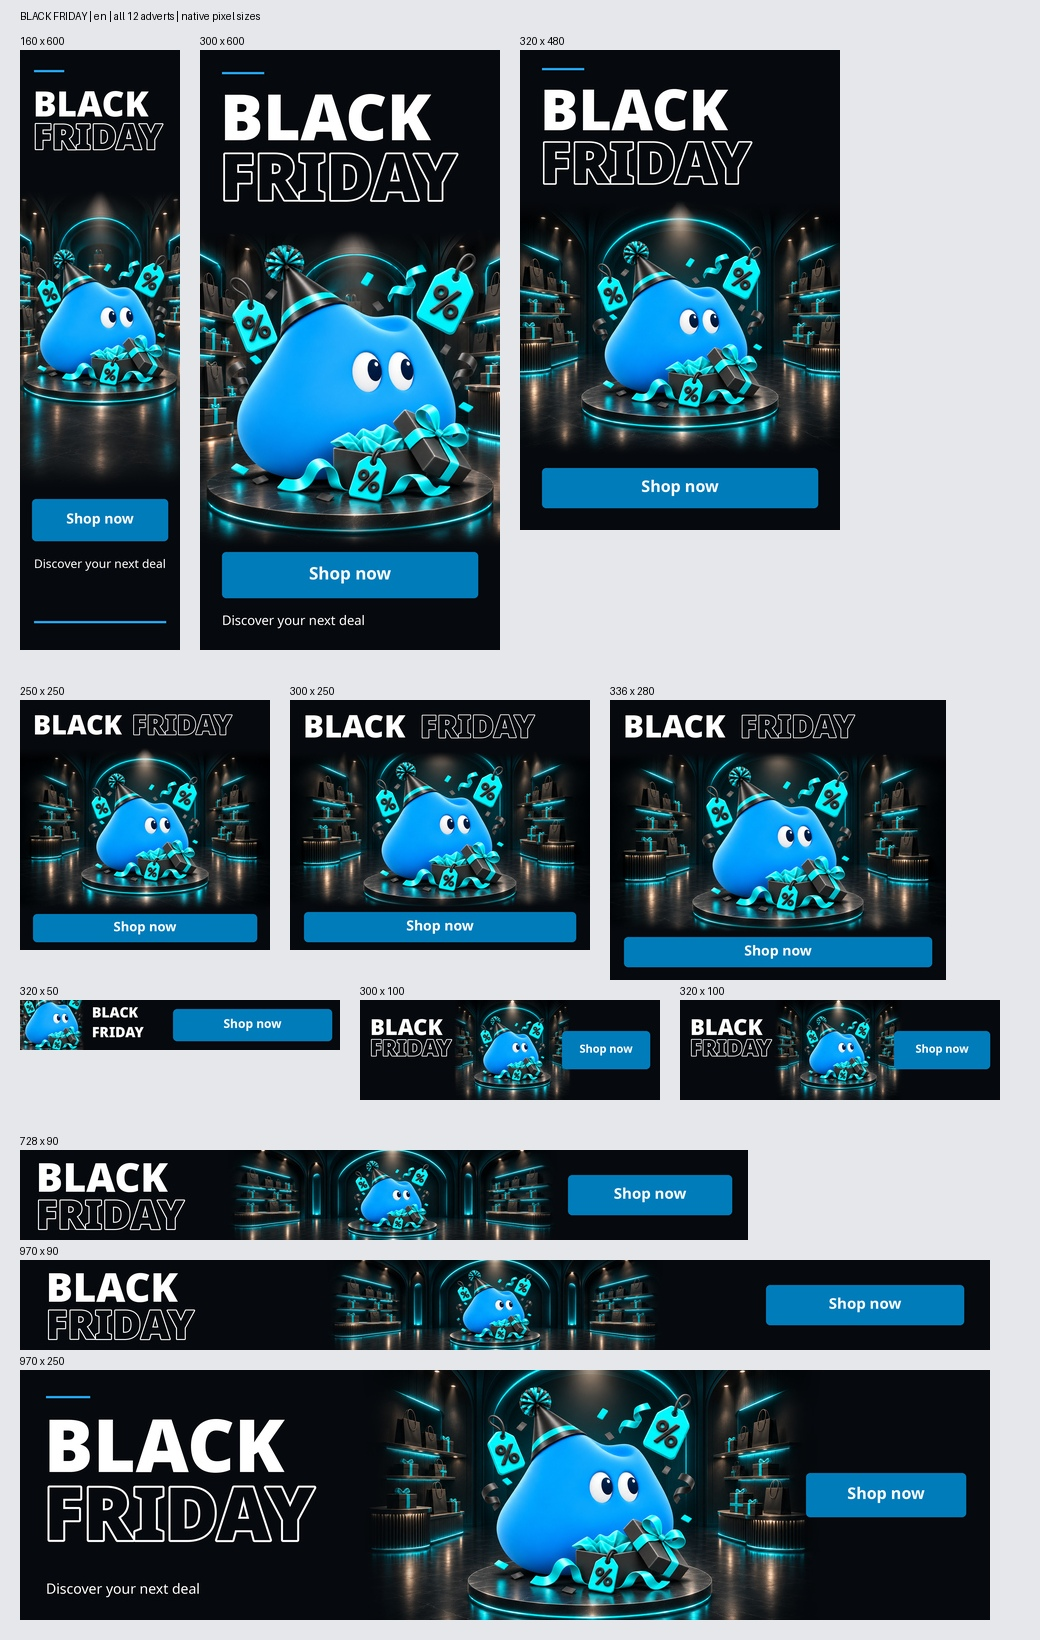 BLACK FRIDAY | en | all 12 adverts | native pixel sizes
160 x 600
BLACK
FRIDAY
%
%
%
Shop now
Discover your next deal
300 x 600
BLACK
FRIDAY
%
%
%
Shop now
Discover your next deal
320 x 480
BLACK
FRIDAY
%
%
%
Shop now
250 x 250
BLACK FRIDAY
%
%
%
Shop now
300 x 250
BLACK FRIDAY
%
%
%
Shop now
336 x 280
BLACK FRIDAY
%
%
%
Shop now
320 x 50
BLACK
FRIDAY
Shop now
300 x 100
BLACK
FRIDAY
%
%
%
Shop now
320 x 100
BLACK
FRIDAY
%
%
%
Shop now
728 x 90
BLACK
FRIDAY
%
%
%
Shop now
970 x 90
BLACK
FRIDAY
%
%
%
Shop now
970 x 250
BLACK
FRIDAY
%
%
%
Shop now
Discover your next deal